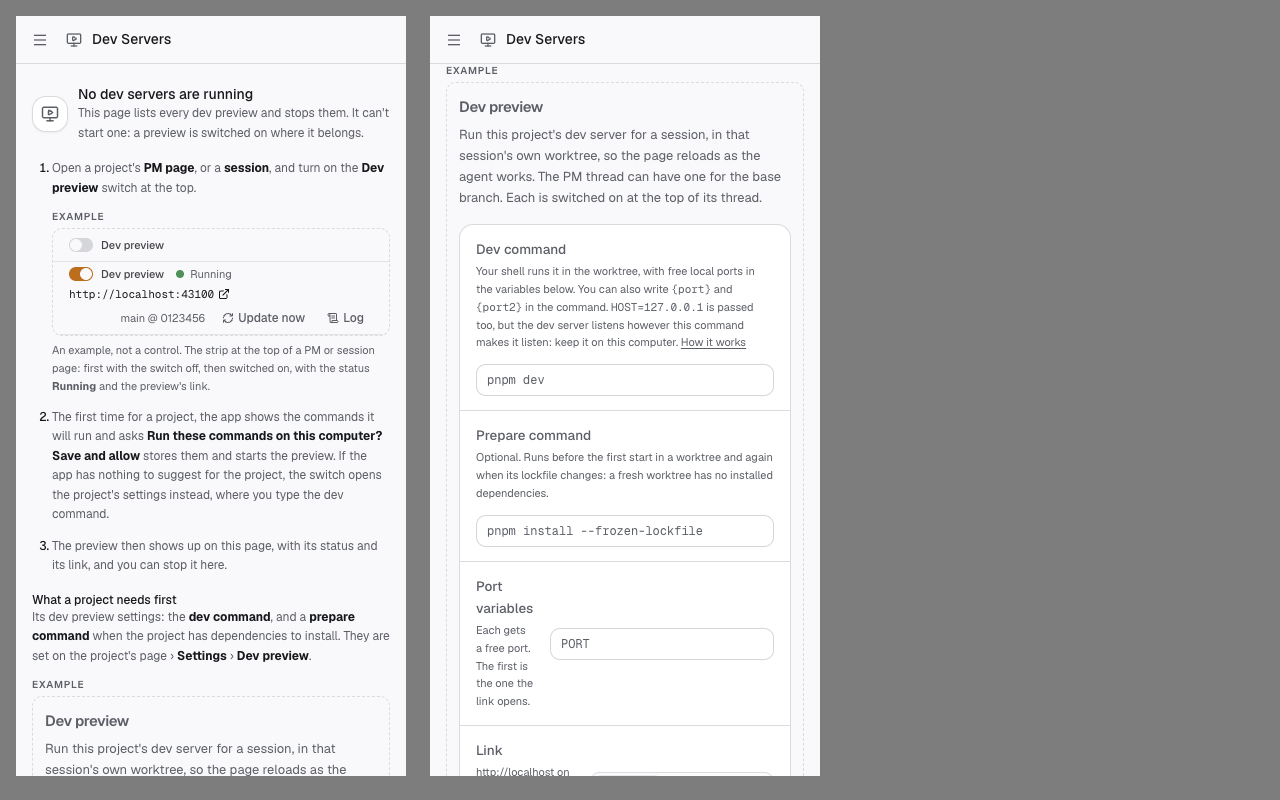 Dev Servers
No dev servers are running
This page lists every dev preview and stops them. It can't
start one: a preview is switched on where it belongs.
1. Open a project's PM page, or a session, and turn on the Dev
preview switch at the top.
EXAMPLE
Dev preview
Dev preview Running
http://localhost:43100
main @ 0123456 Update now Log
An example, not a control. The strip at the top of a PM or session
page: first with the switch off, then switched on, with the status
Running and the preview's link.
2. The first time for a project, the app shows the commands it
will run and asks Run these commands on this computer?
Save and allow stores them and starts the preview. If the
app has nothing to suggest for the project, the switch opens
the project's settings instead, where you type the dev
command.
3. The preview then shows up on this page, with its status and
its link, and you can stop it here.
What a project needs first
Its dev preview settings: the dev command, and a prepare
command when the project has dependencies to install. They are
set on the project's page › Settings › Dev preview.
EXAMPLE
Dev preview
Run this project's dev server for a session, in that
session's own worktree, so the page reloads as the
Dev Servers
EXAMPLE
Dev preview
Run this project's dev server for a session, in that
session's own worktree, so the page reloads as the
agent works. The PM thread can have one for the base
branch. Each is switched on at the top of its thread.
Dev command
Your shell runs it in the worktree, with free local ports in
the variables below. You can also write {port} and
{port2} in the command. HOST=127.0.0.1 is passed
too, but the dev server listens however this command
makes it listen: keep it on this computer. How it works
pnpm dev
Prepare command
Optional. Runs before the first start in a worktree and again
when its lockfile changes: a fresh worktree has no installed
dependencies.
pnpm install --frozen-lockfile
Port
variables
Each gets
a free port.
The first is
the one the
link opens.
PORT
Link
http://localhost on